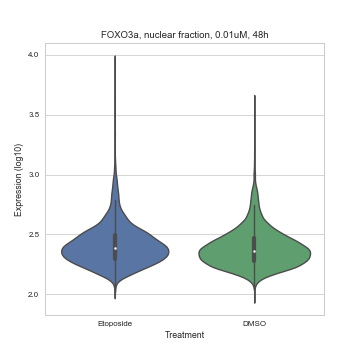 FOXO3a, nuclear fraction, 0.01uM, 48h
4.0
3.5
3.0
2.5
2.0
Expression (log10)
Etoposide
DMSO
Treatment